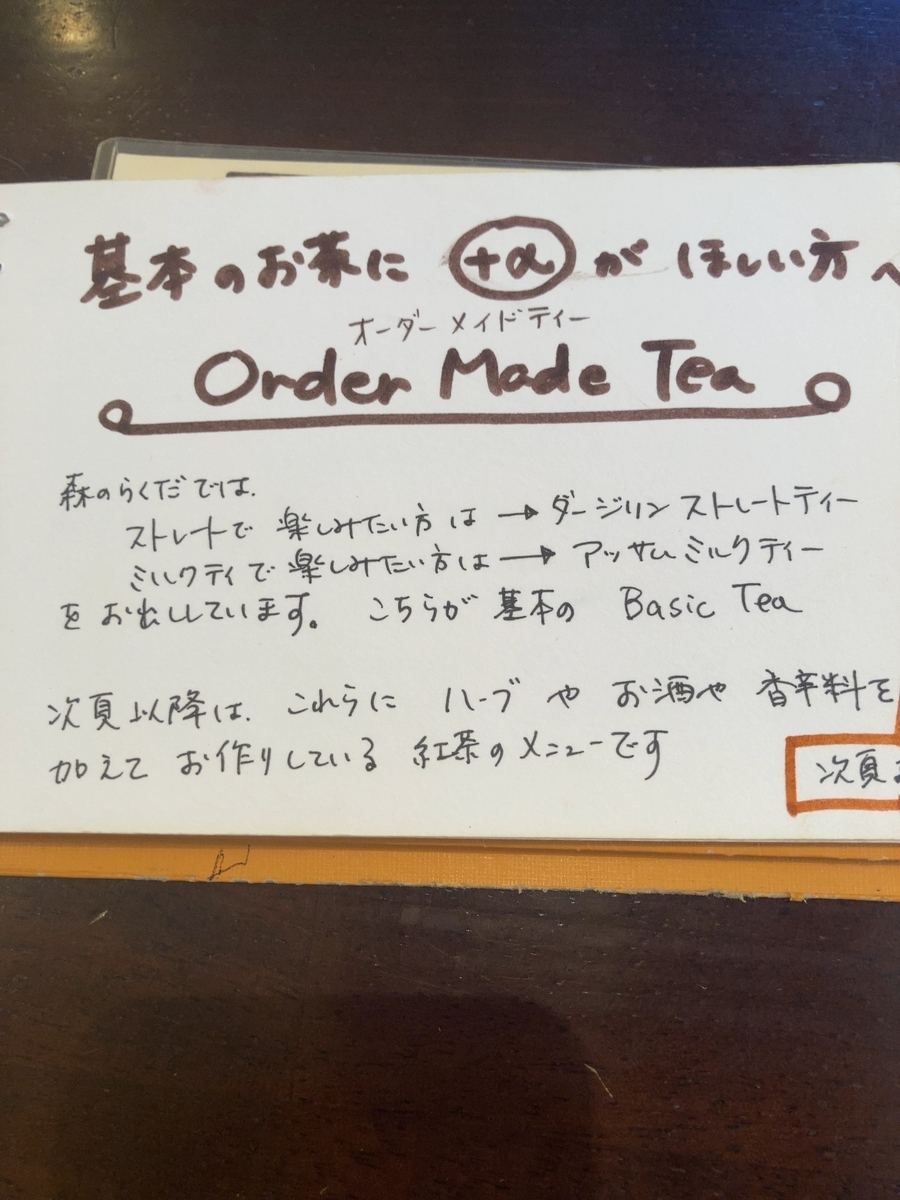 基本のお茶に +α が ほしい方へ
オーダーメイドティー
Order Made Tea
森のらくだでは、
ストレートで 楽しみたい方は → ダージリン ストレートティー
ミルクティで 楽しみたい方は → アッサムミルクティー
を お出ししています。 こちらが 基本の Basic Tea
次頁以降は、これらに ハーブ や お酒や 香辛料を
加えて お作りしている 紅茶のメニューです
次頁